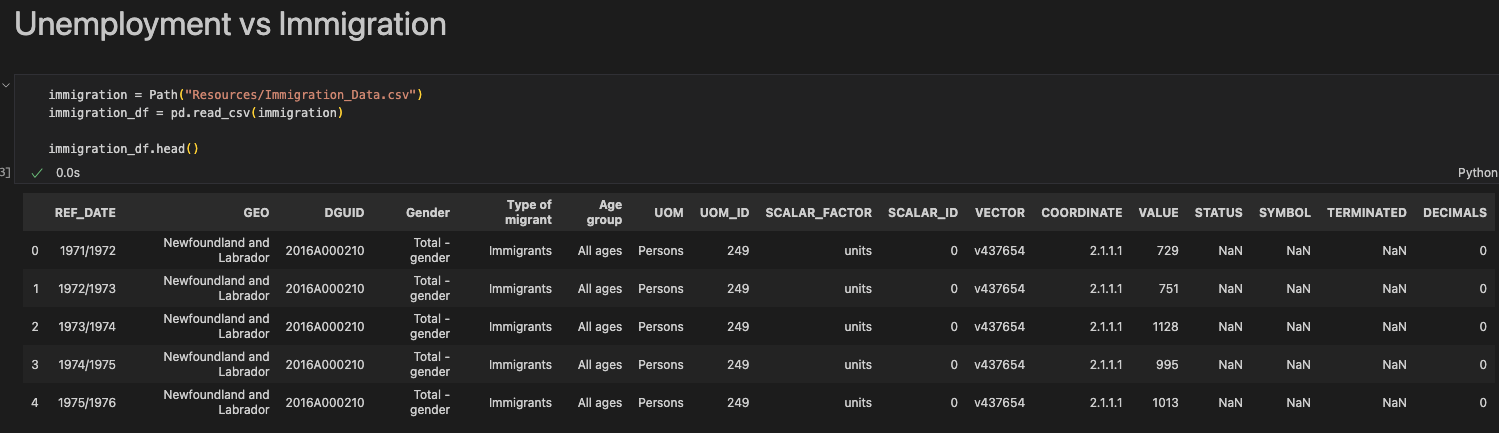 Unemployment vs Immigration
immigration = Path("Resources/Immigration_Data.csv")
immigration_df = pd.read_csv(immigration)
immigration_df.head()
3] 0.0s Python
REF_DATE GEO DGUID Gender Type of migrant Age group UOM UOM_ID SCALAR_FACTOR SCALAR_ID VECTOR COORDINATE VALUE STATUS SYMBOL TERMINATED DECIMALS
0 1971/1972 Newfoundland and Labrador 2016A000210 Total - gender Immigrants All ages Persons 249 units 0 v437654 2.1.1.1 729 NaN NaN NaN 0
1 1972/1973 Newfoundland and Labrador 2016A000210 Total - gender Immigrants All ages Persons 249 units 0 v437654 2.1.1.1 751 NaN NaN NaN 0
2 1973/1974 Newfoundland and Labrador 2016A000210 Total - gender Immigrants All ages Persons 249 units 0 v437654 2.1.1.1 1128 NaN NaN NaN 0
3 1974/1975 Newfoundland and Labrador 2016A000210 Total - gender Immigrants All ages Persons 249 units 0 v437654 2.1.1.1 995 NaN NaN NaN 0
4 1975/1976 Newfoundland and Labrador 2016A000210 Total - gender Immigrants All ages Persons 249 units 0 v437654 2.1.1.1 1013 NaN NaN NaN 0